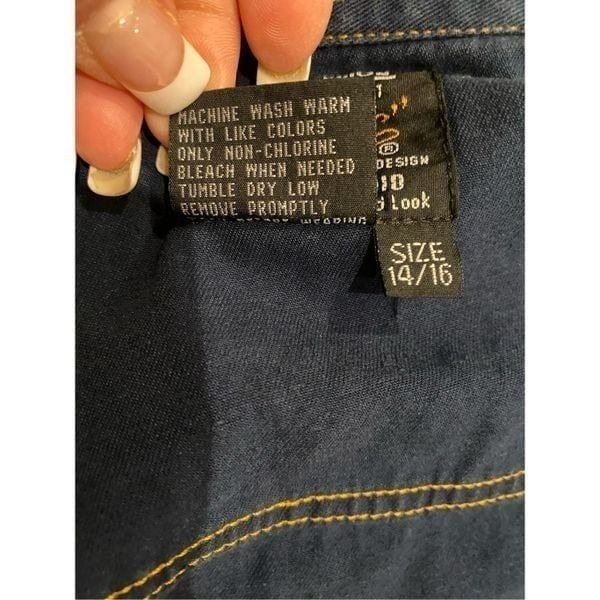 MACHINE WASH WARM
WITH LIKE COLORS
ONLY NON-CHLORINE
BLEACH WHEN NEEDED
TUMBLE DRY LOW
REMOVE PROMPTLY
WEARING
DESIGN
Look
SIZE
14/16